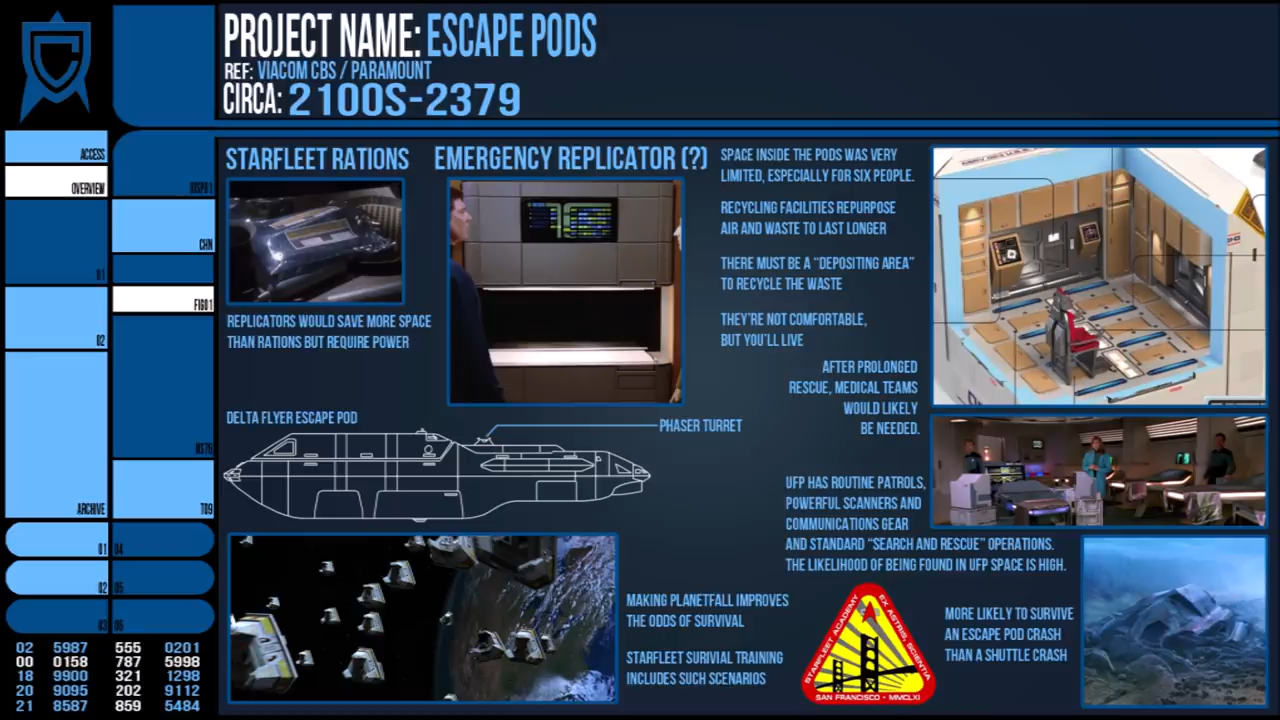 PROJECT NAME: ESCAPE PODS
REF: VIACOM CBS / PARAMOUNT
CIRCA: 2100S-2379
ACCESS
OVERVIEW
01
02
ARCHIVE
01
02
03
CHN
FIG01
T09
04
05
06
02 5987 555 0201
00 0158 787 5998
18 9900 321 1298
20 9095 202 9112
21 8587 859 5484
STARFLEET RATIONS
REPLICATORS WOULD SAVE MORE SPACE
THAN RATIONS BUT REQUIRE POWER
EMERGENCY REPLICATOR (?)
DELTA FLYER ESCAPE POD
PHASER TURRET
SPACE INSIDE THE PODS WAS VERY
LIMITED, ESPECIALLY FOR SIX PEOPLE.
RECYCLING FACILITIES REPURPOSE
AIR AND WASTE TO LAST LONGER
THERE MUST BE A “DEPOSITING AREA”
TO RECYCLE THE WASTE
THEY'RE NOT COMFORTABLE,
BUT YOU'LL LIVE
AFTER PROLONGED
RESCUE, MEDICAL TEAMS
WOULD LIKELY
BE NEEDED.
UFP HAS ROUTINE PATROLS,
POWERFUL SCANNERS AND
COMMUNICATIONS GEAR
AND STANDARD “SEARCH AND RESCUE” OPERATIONS.
THE LIKELIHOOD OF BEING FOUND IN UFP SPACE IS HIGH.
MAKING PLANETFALL IMPROVES
THE ODDS OF SURVIVAL
STARFLEET SURIVIAL TRAINING
INCLUDES SUCH SCENARIOS
STARFLEET ACADEMY
EX ASTRIS, SCIENTIA
SAN FRANCISCO - MMCLXI
MORE LIKELY TO SURVIVE
AN ESCAPE POD CRASH
THAN A SHUTTLE CRASH